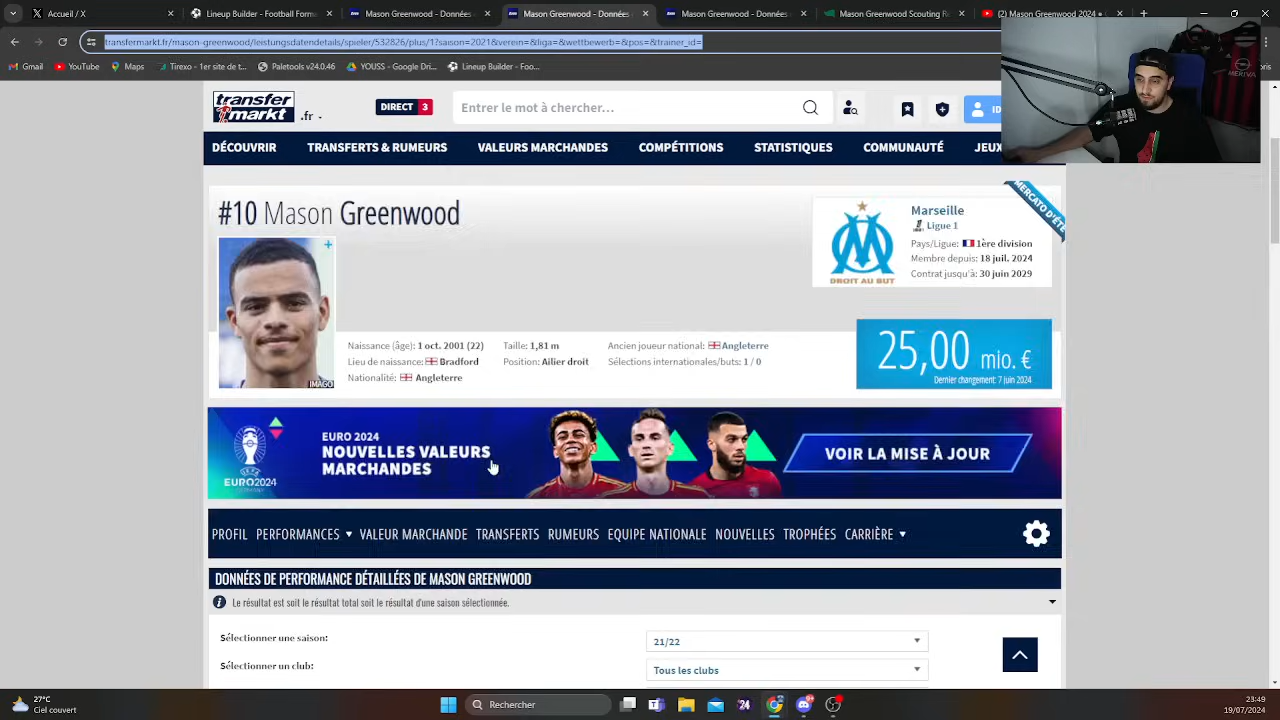 Accueil / X
Mason Greenwood -
Mason Greenwood -
Mason Greenwood -
Mason Greenwood Scouting Re
(2) Mason Greenwood 2024
transfermarkt.fr/mason-greenwood/leistungsdatendetails/spieler/532826/plus/1?saison=2021&verein=&liga=&wettbewerb=&pos=&trainer_id=
Gmail
YouTube
Maps
Tirexo - 1er site de t...
Paletools v24.0.46
YOUSS - Google Dri...
Lineup Builder - Foo...
transfer
markt
.fr
DIRECT 3
Entrer le mot à chercher...
DÉCOUVRIR
TRANSFERTS & RUMEURS
VALEURS MARCHANDES
COMPÉTITIONS
STATISTIQUES
COMMUNAUTÉ
JEUX
MERIVA
#10 Mason Greenwood
MERCATO D'ÉTÉ
Marseille
Ligue 1
Pays/Ligue: 1ère division
Membre depuis: 18 juil. 2024
Contrat jusqu'à: 30 juin 2029
DROIT AU BUT
IMAGO
Naissance (âge): 1 oct. 2001 (22)
Lieu de naissance: Bradford
Nationalité: Angleterre
Taille: 1,81 m
Position: Ailier droit
Ancien joueur national: Angleterre
Sélections internationales/buts: 1 / 0
25,00 mio. €
Dernier changement: 7 juin 2024
EURO2024
GERMANY
EURO 2024
NOUVELLES VALEURS
MARCHANDES
VOIR LA MISE À JOUR
PROFIL
PERFORMANCES
VALEUR MARCHANDE
TRANSFERTS
RUMEURS
EQUIPE NATIONALE
NOUVELLES
TROPHÉES
CARRIÈRE
DONNÉES DE PERFORMANCE DÉTAILLÉES DE MASON GREENWOOD
Le résultat est soit le résultat total soit le résultat d'une saison sélectionnée.
Sélectionner une saison:
21/22
Sélectionner un club:
Tous les clubs
27°C
Ciel couvert
Rechercher
23:49
19/07/2024